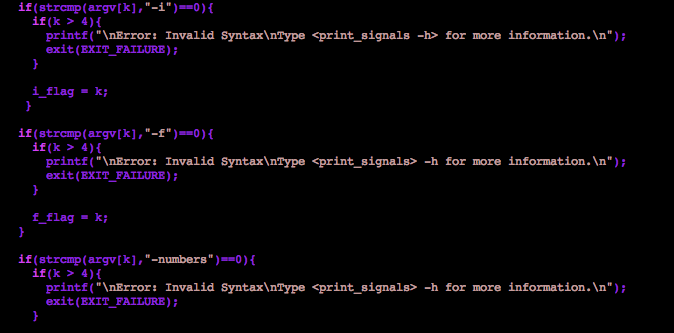 if(strcmp(argv[k],"-i")==0){
if(k > 4){
printf("\nError: Invalid Syntax\nType <print_signals -h> for more information.\n");
exit(EXIT_FAILURE);
}
i_flag = k;
}
if(strcmp(argv[k],"-f")==0){
if(k > 4){
printf("\nError: Invalid Syntax\nType <print_signals> -h for more information.\n");
exit(EXIT_FAILURE);
}
f_flag = k;
}
if(strcmp(argv[k],"-numbers")==0){
if(k > 4){
printf("\nError: Invalid Syntax\nType <print_signals> -h for more information.\n");
exit(EXIT_FAILURE);
}